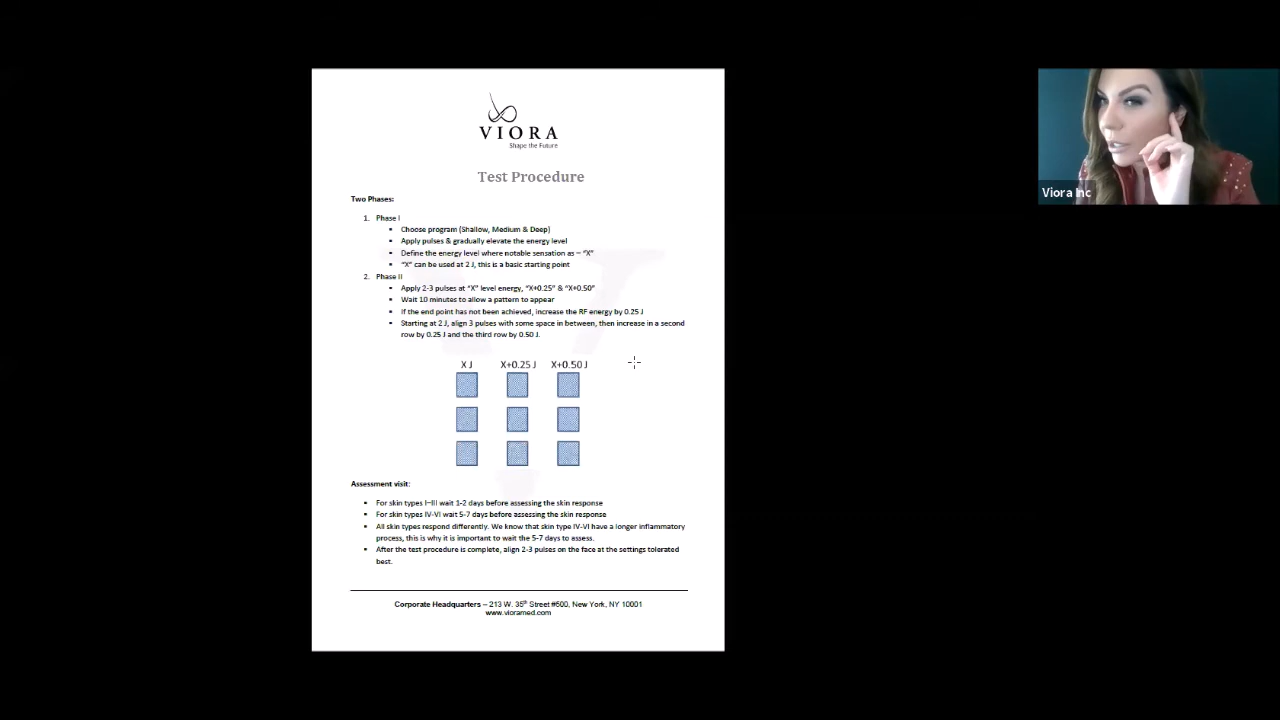 VIORA
Shape the Future
Test Procedure
Two Phases:
1. Phase I
• Choose program (Shallow, Medium & Deep)
• Apply pulses & gradually elevate the energy level
• Define the energy level where notable sensation as – "X"
• "X" can be used at 2 J, this is a basic starting point
2. Phase II
• Apply 2-3 pulses at "X" level energy, "X+0.25" & "X+0.50"
• Wait 10 minutes to allow a pattern to appear
• If the end point has not been achieved, increase the RF energy by 0.25 J
• Starting at 2 J, align 3 pulses with some space in between, then increase in a second
row by 0.25 J and the third row by 0.50 J.
X J X+0.25 J X+0.50 J
Assessment visit:
• For skin types I–III wait 1-2 days before assessing the skin response
• For skin types IV-VI wait 5-7 days before assessing the skin response
• All skin types respond differently. We know that skin type IV-VI have a longer inflammatory
process, this is why it is important to wait the 5-7 days to assess.
• After the test procedure is complete, align 2-3 pulses on the face at the settings tolerated
best.
Corporate Headquarters – 213 W. 35th Street #500, New York, NY 10001
www.vioramed.com
Viora Inc